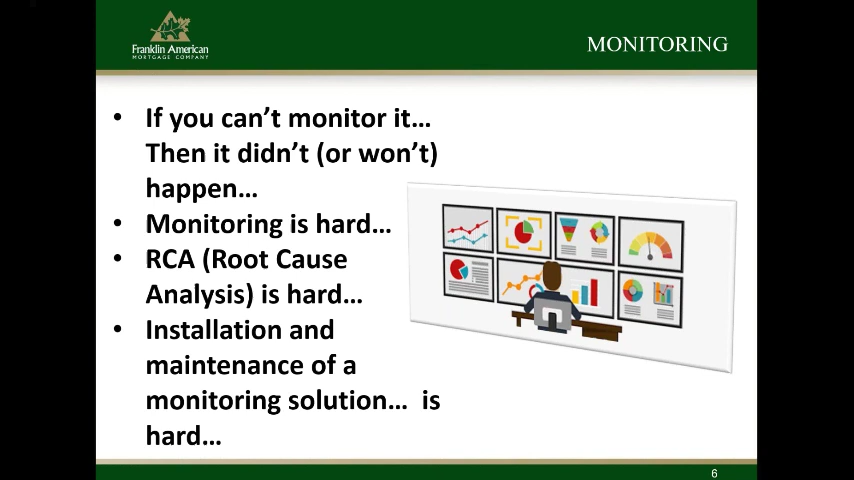 Franklin American
MORTGAGE COMPANY
MONITORING
• If you can't monitor it…
Then it didn't (or won't)
happen…
• Monitoring is hard…
• RCA (Root Cause
Analysis) is hard…
• Installation and
maintenance of a
monitoring solution… is
hard…
6